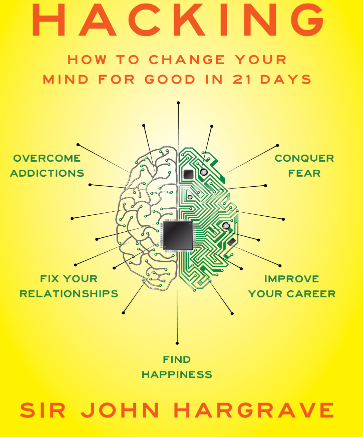 HACKING
HOW TO CHANGE YOUR
MIND FOR GOOD IN 21 DAYS
OVERCOME
ADDICTIONS
CONQUER
FEAR
FIX YOUR
RELATIONSHIPS
IMPROVE
YOUR CAREER
FIND
HAPPINESS
SIR JOHN HARGRAVE